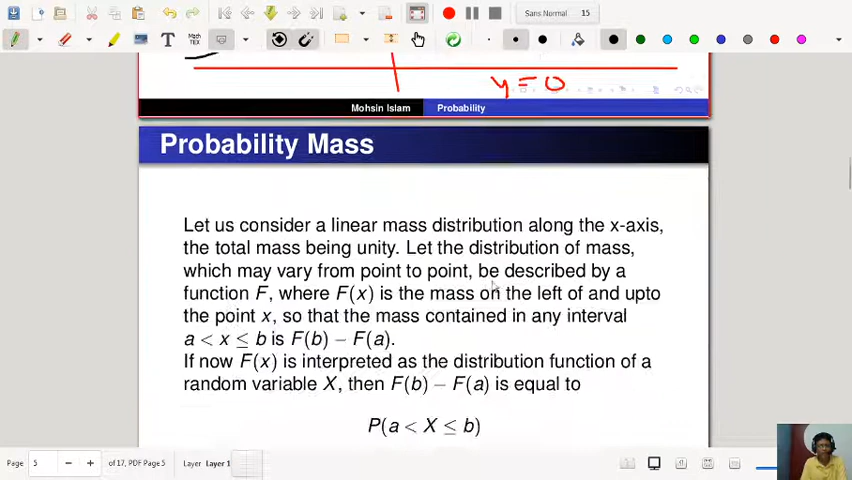 Sans Normal 15
T Math TEX
y = 0
Mohsin Islam Probability
Probability Mass
Let us consider a linear mass distribution along the x-axis,
the total mass being unity. Let the distribution of mass,
which may vary from point to point, be described by a
function F, where F(x) is the mass on the left of and upto
the point x, so that the mass contained in any interval
a < x ≤ b is F(b) − F(a).
If now F(x) is interpreted as the distribution function of a
random variable X, then F(b) − F(a) is equal to
P(a < X ≤ b)
Page 5 of 17, PDF Page 5 Layer Layer 1